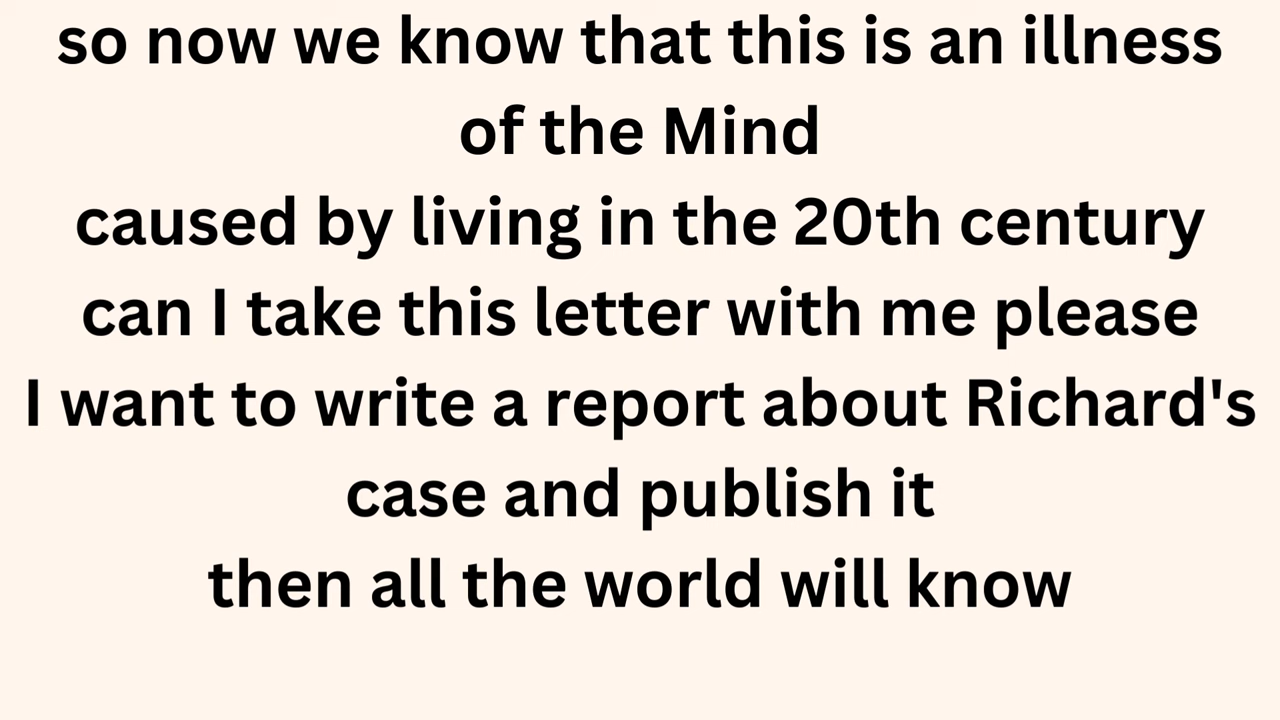 so now we know that this is an illness
of the Mind
caused by living in the 20th century
can I take this letter with me please
I want to write a report about Richard's
case and publish it
then all the world will know